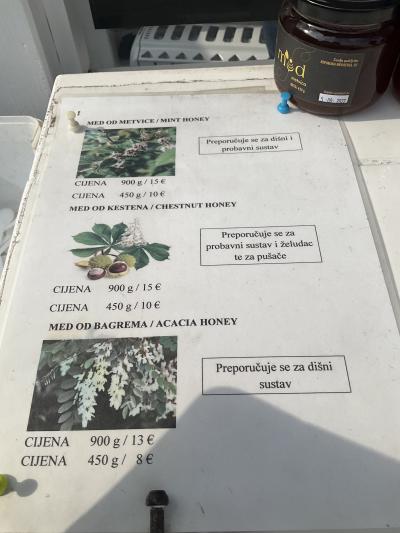 med
MED OD METVICE / MINT HONEY
Preporučuje se za dišni i
probavni sustav
CIJENA 900 g / 15 €
CIJENA 450 g / 10 €
MED OD KESTENA / CHESTNUT HONEY
Preporučuje se za
probavni sustav i želudac
te za pušače
CIJENA 900 g / 15 €
CIJENA 450 g / 10 €
MED OD BAGREMA / ACACIA HONEY
Preporučuje se za dišni
sustav
CIJENA 900 g / 13 €
CIJENA 450 g / 8 €